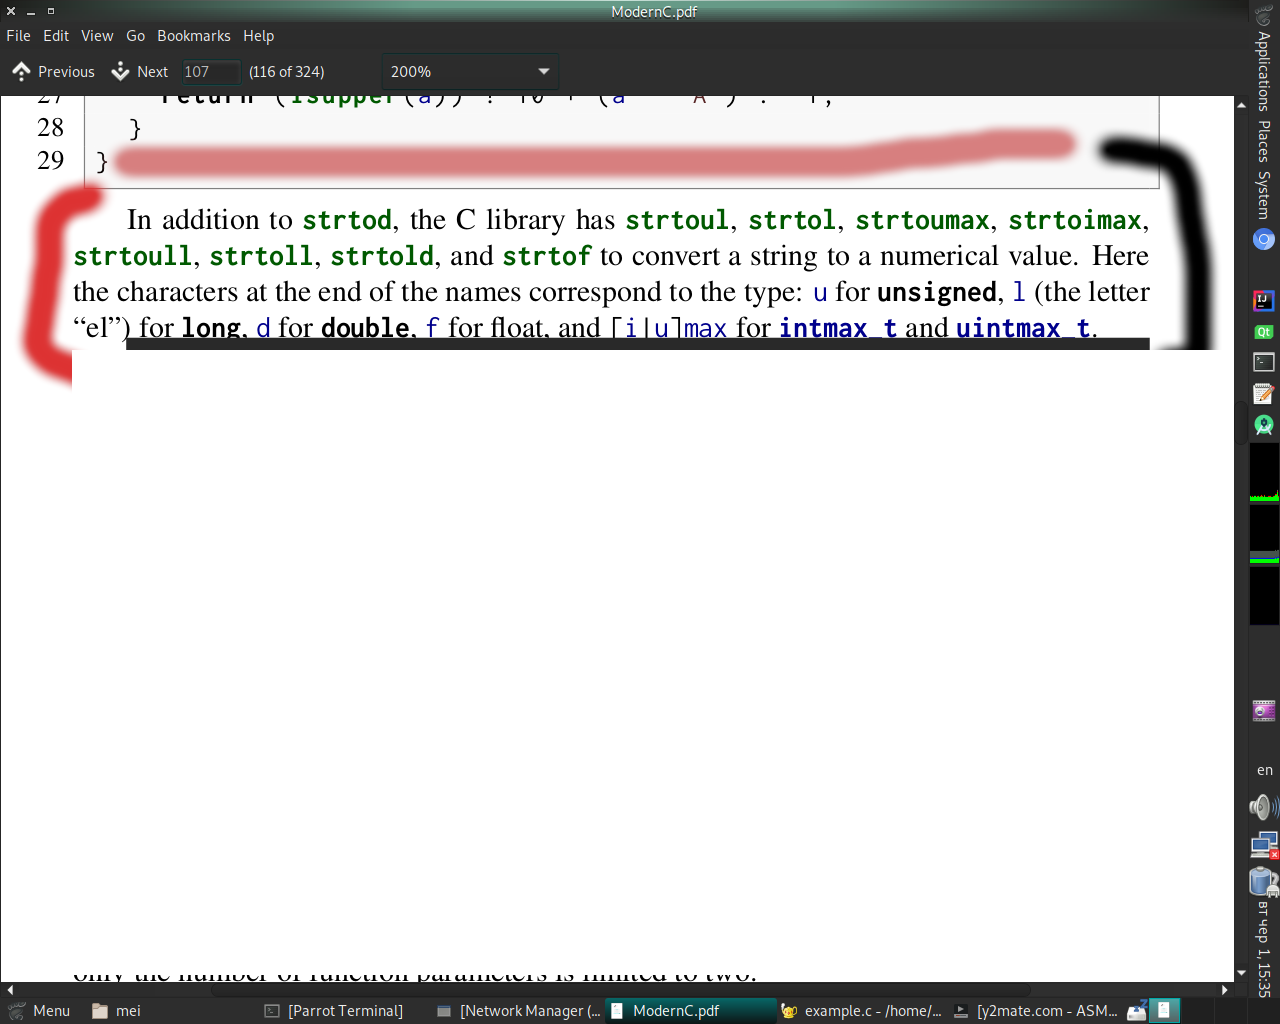 ModernC.pdf
File Edit View Go Bookmarks Help
Previous Next 107 (116 of 324) 200%
27 return (isupper(a)) ? 10 + (a
28 }
29 }
In addition to strtod, the C library has strtoul, strtol, strtoumax, strtoimax,
strtoull, strtoll, strtold, and strtof to convert a string to a numerical value. Here
the characters at the end of the names correspond to the type: u for unsigned, l (the letter
“el”) for long, d for double, f for float, and [i|u]max for intmax_t and uintmax_t.
only the number of function parameters is limited to two.
Applications
Places
System
en
вт чер 1, 15:35
Menu mei [Parrot Terminal] [Network Manager (... ModernC.pdf example.c - /home/... [y2mate.com - ASM...